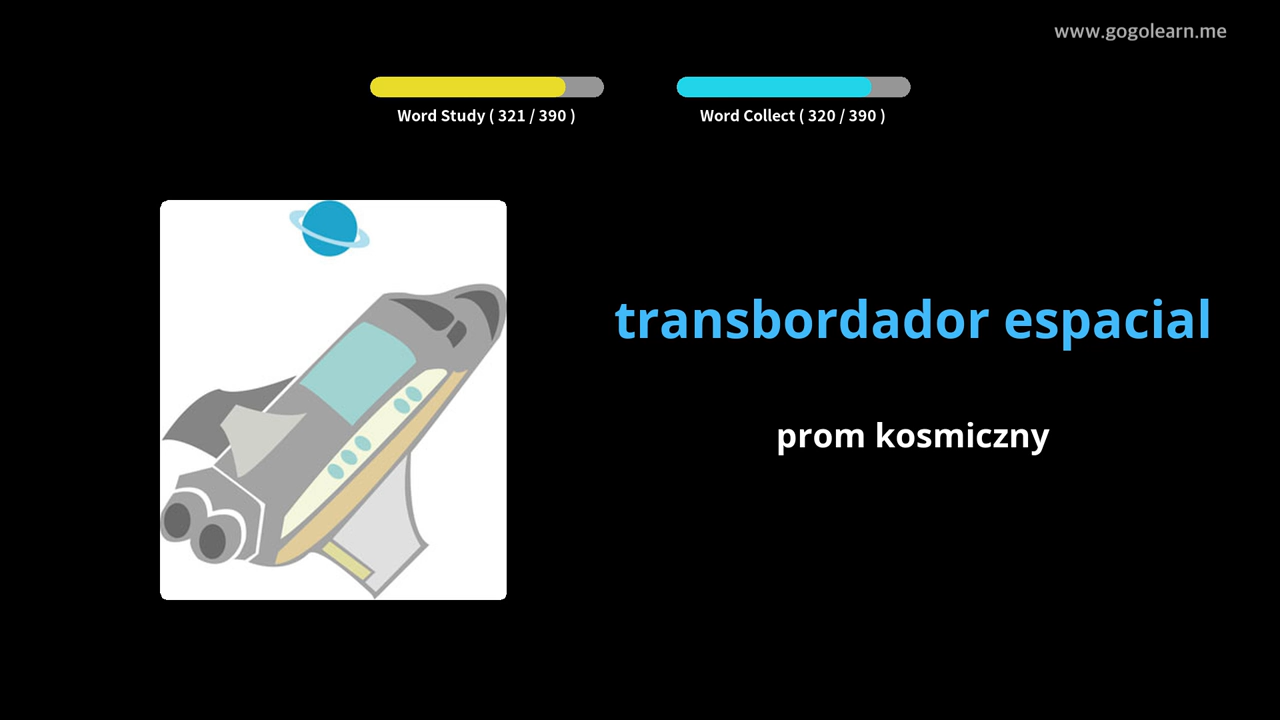 www.gogolearn.me
Word Study ( 321 / 390 )
Word Collect ( 320 / 390 )
transbordador espacial
prom kosmiczny